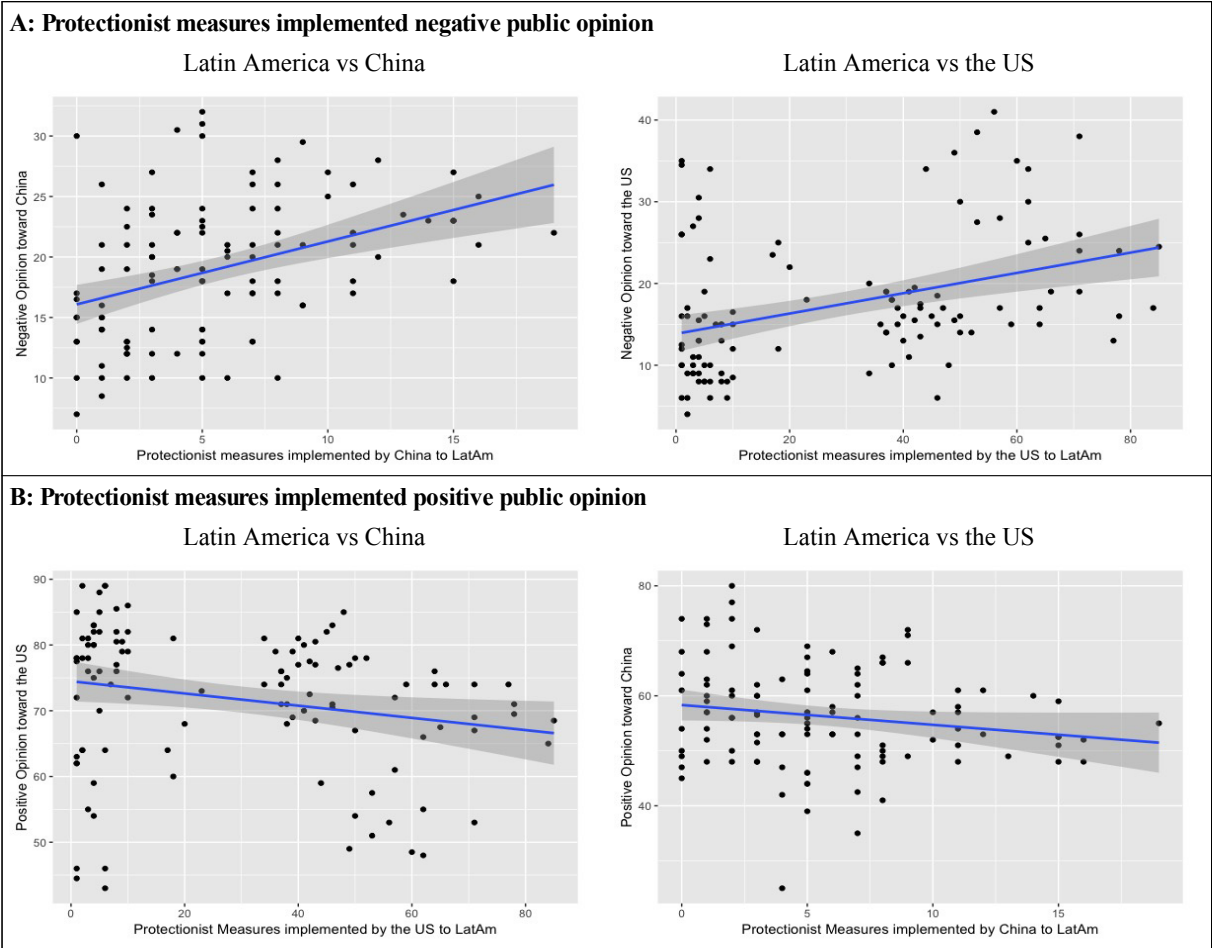 A: Protectionist measures implemented negative public opinion
Latin America vs China
Latin America vs the US
30
25
20
15
10
0
5
10
15
Negative Opinion toward China
Protectionist measures implemented by China to LatAm
40
30
20
10
0
20
40
60
80
Negative Opinion toward the US
Protectionist measures implemented by the US to LatAm
B: Protectionist measures implemented positive public opinion
Latin America vs China
Latin America vs the US
90
80
70
60
50
0
20
40
60
80
Positive Opinion toward the US
Protectionist Measures implemented by the US to LatAm
80
60
40
0
5
10
15
Positive Opinion toward China
Protectionist Measures implemented by China to LatAm